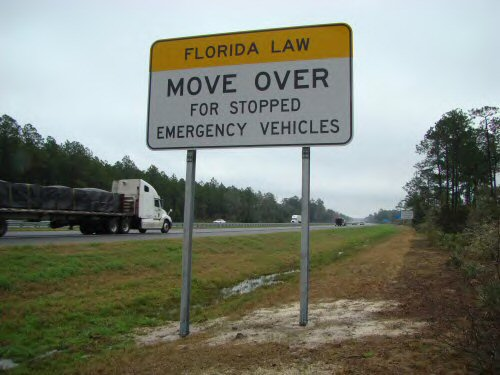 FLORIDA LAW
MOVE OVER
FOR STOPPED
EMERGENCY VEHICLES